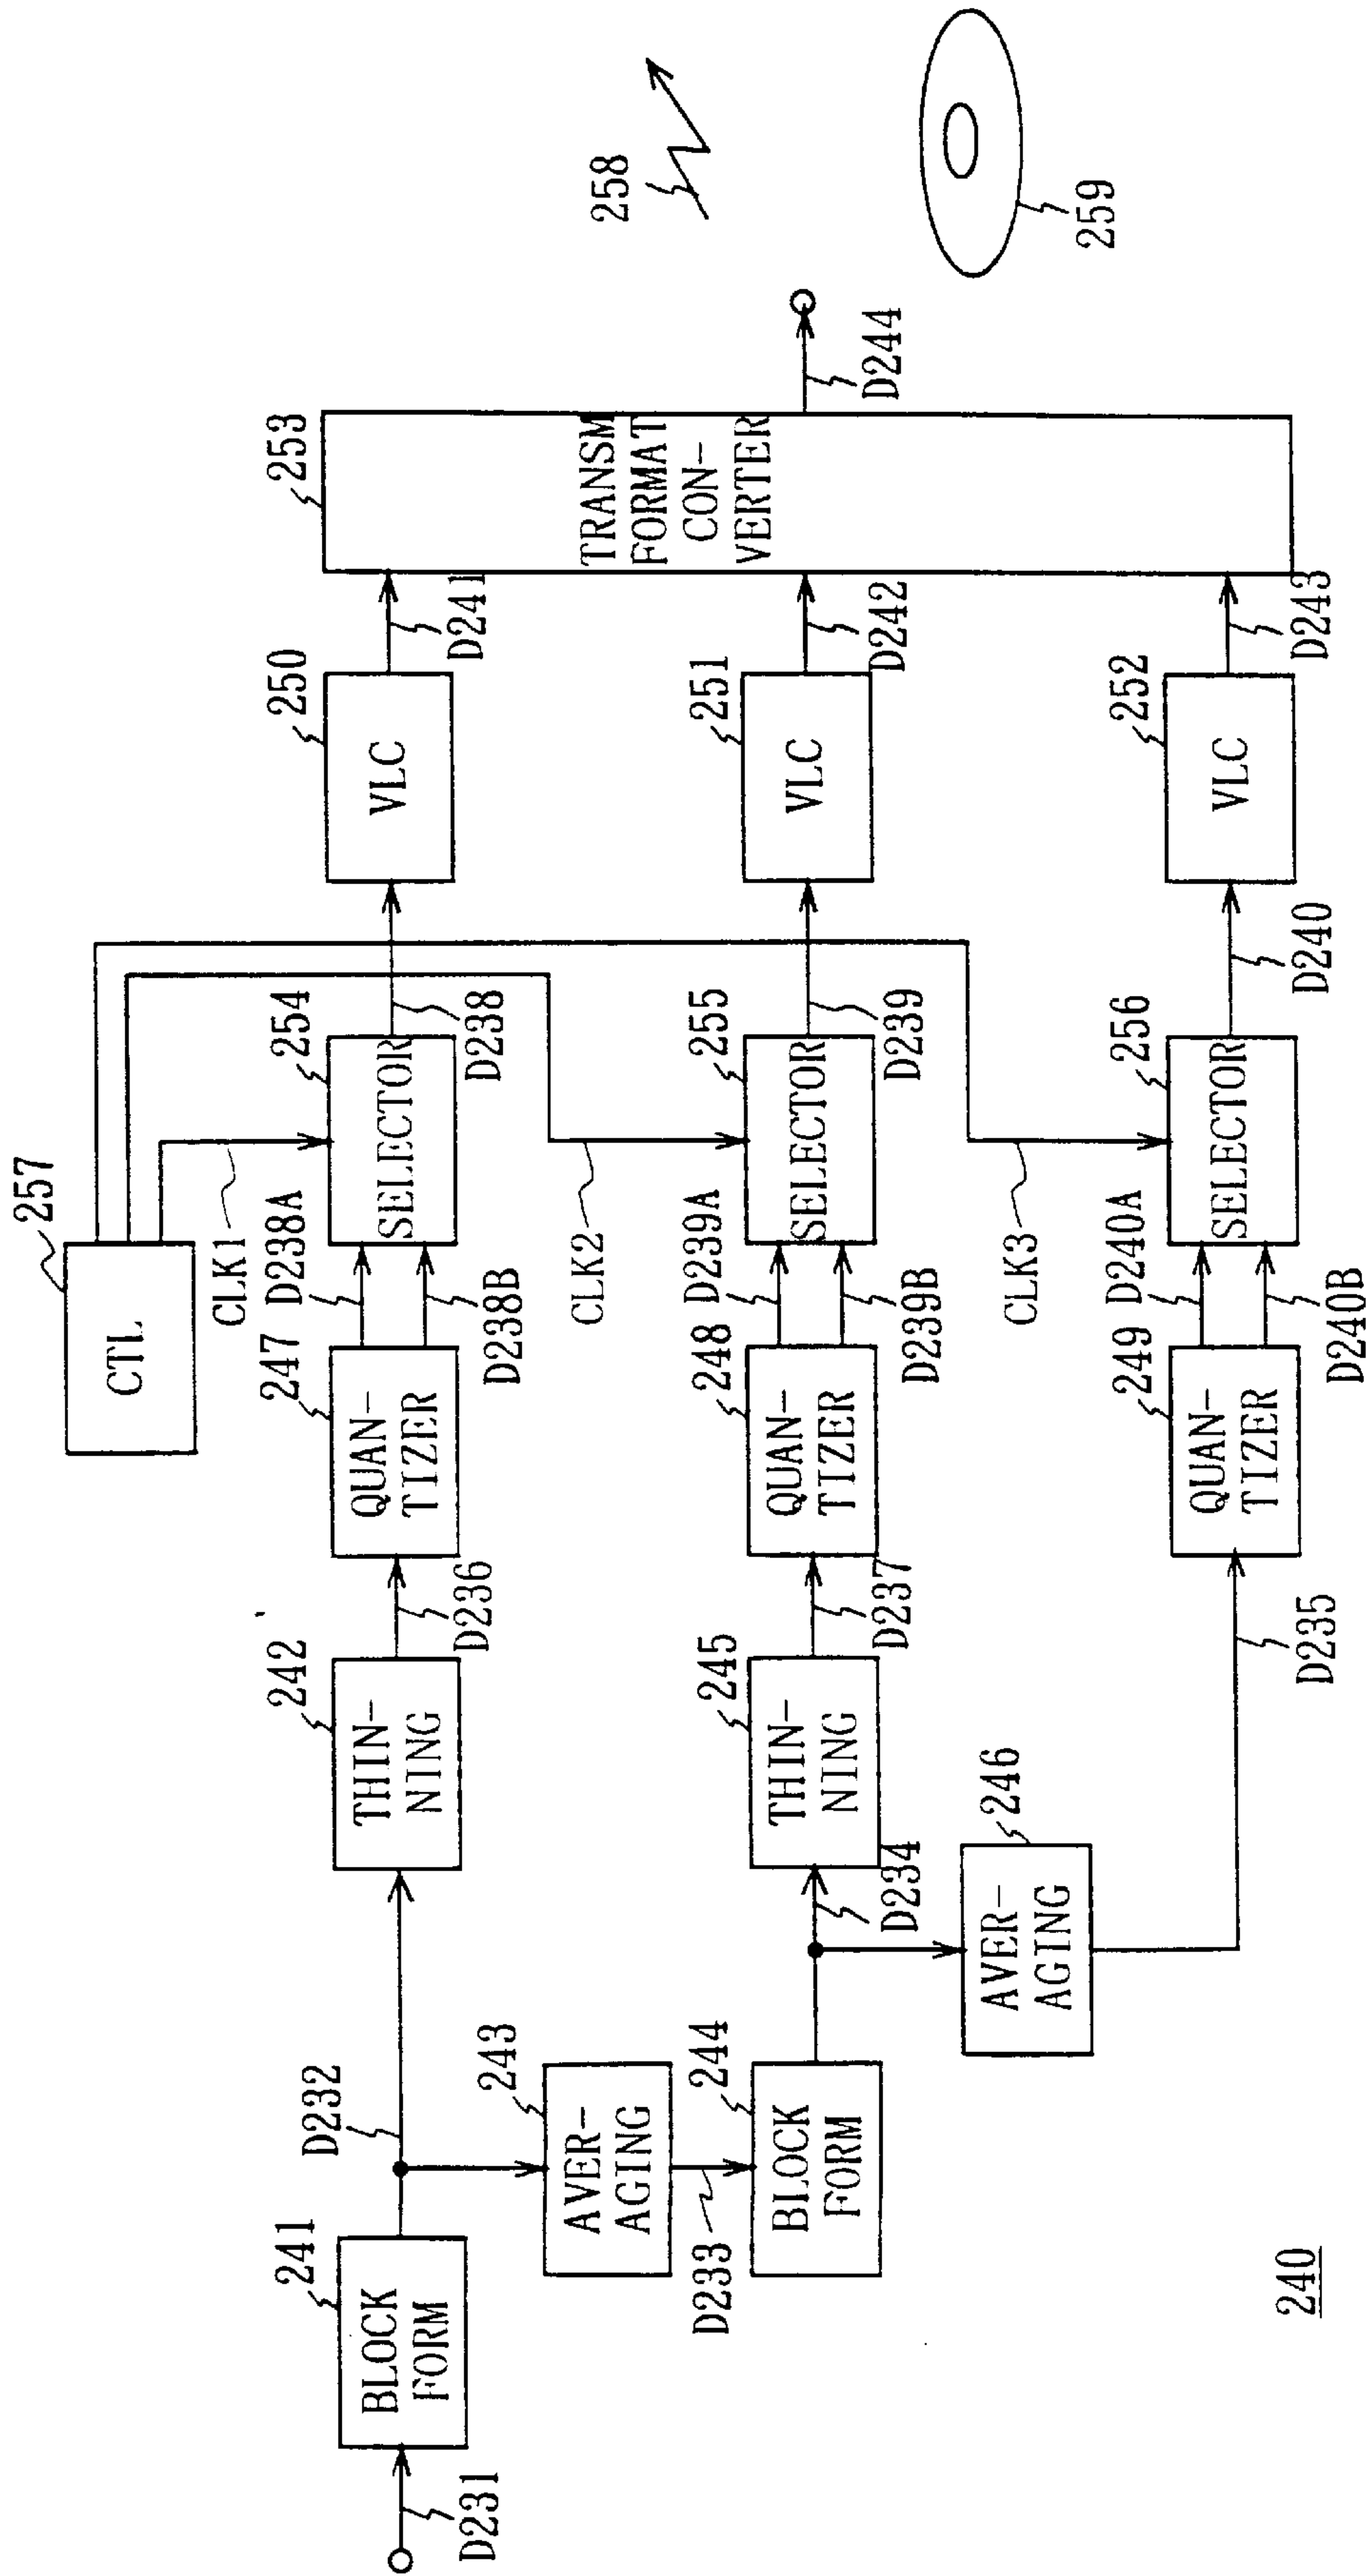 257
CTL
CLK1
CLK2
CLK3
D231
241
BLOCK
FORM
D232
242
THIN-
NING
D236
247
QUAN-
TIZER
D238A
D238B
254
SELECTOR
D238
250
VLC
D241
253
TRANSM
FORMAT
CON-
VERTER
D244
258
259
243
AVER-
AGING
D233
244
BLOCK
FORM
D234
245
THIN-
NING
D237
248
QUAN-
TIZER
D239A
D239B
255
SELECTOR
D239
251
VLC
D242
246
AVER-
AGING
D235
249
QUAN-
TIZER
D240A
D240B
256
SELECTOR
D240
252
VLC
D243
240